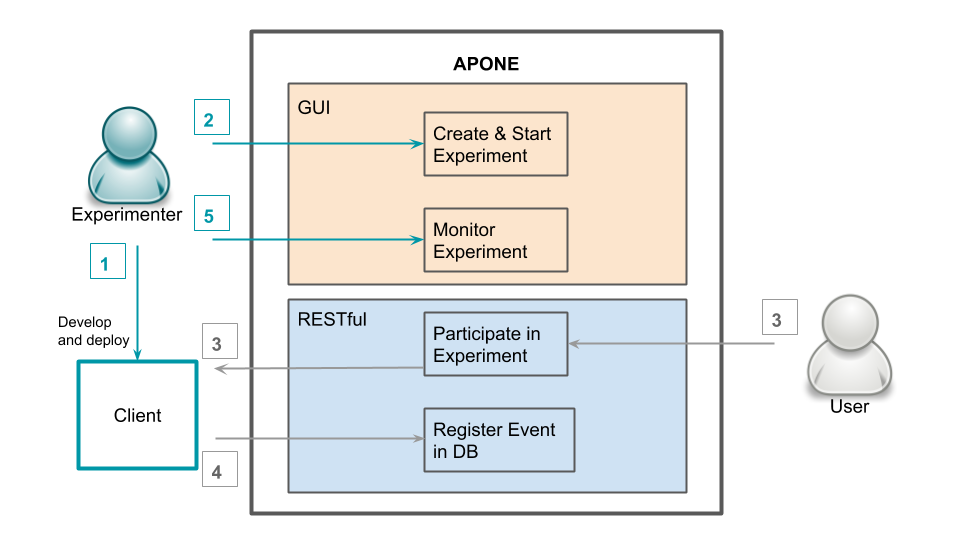 APONE
GUI
2
Create & Start
Experiment
Experimenter
5
Monitor
Experiment
1
Develop
and deploy
RESTful
3
Participate in
Experiment
3
User
Client
Register Event
in DB
4